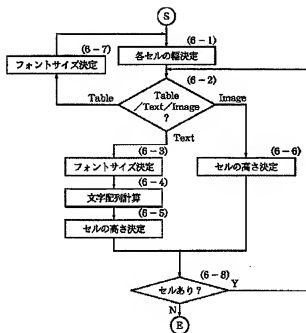 S
(6-7)
(6-1)
フォントサイズ決定
各セルの幅決定
(6-2)
Table
/Text/Image
?
Table
Image
Text
(6-3)
(6-6)
フォントサイズ決定
セルの高さ決定
(6-4)
文字配列計算
(6-5)
セルの高さ決定
(6-8)
セルあり?
Y
N
E